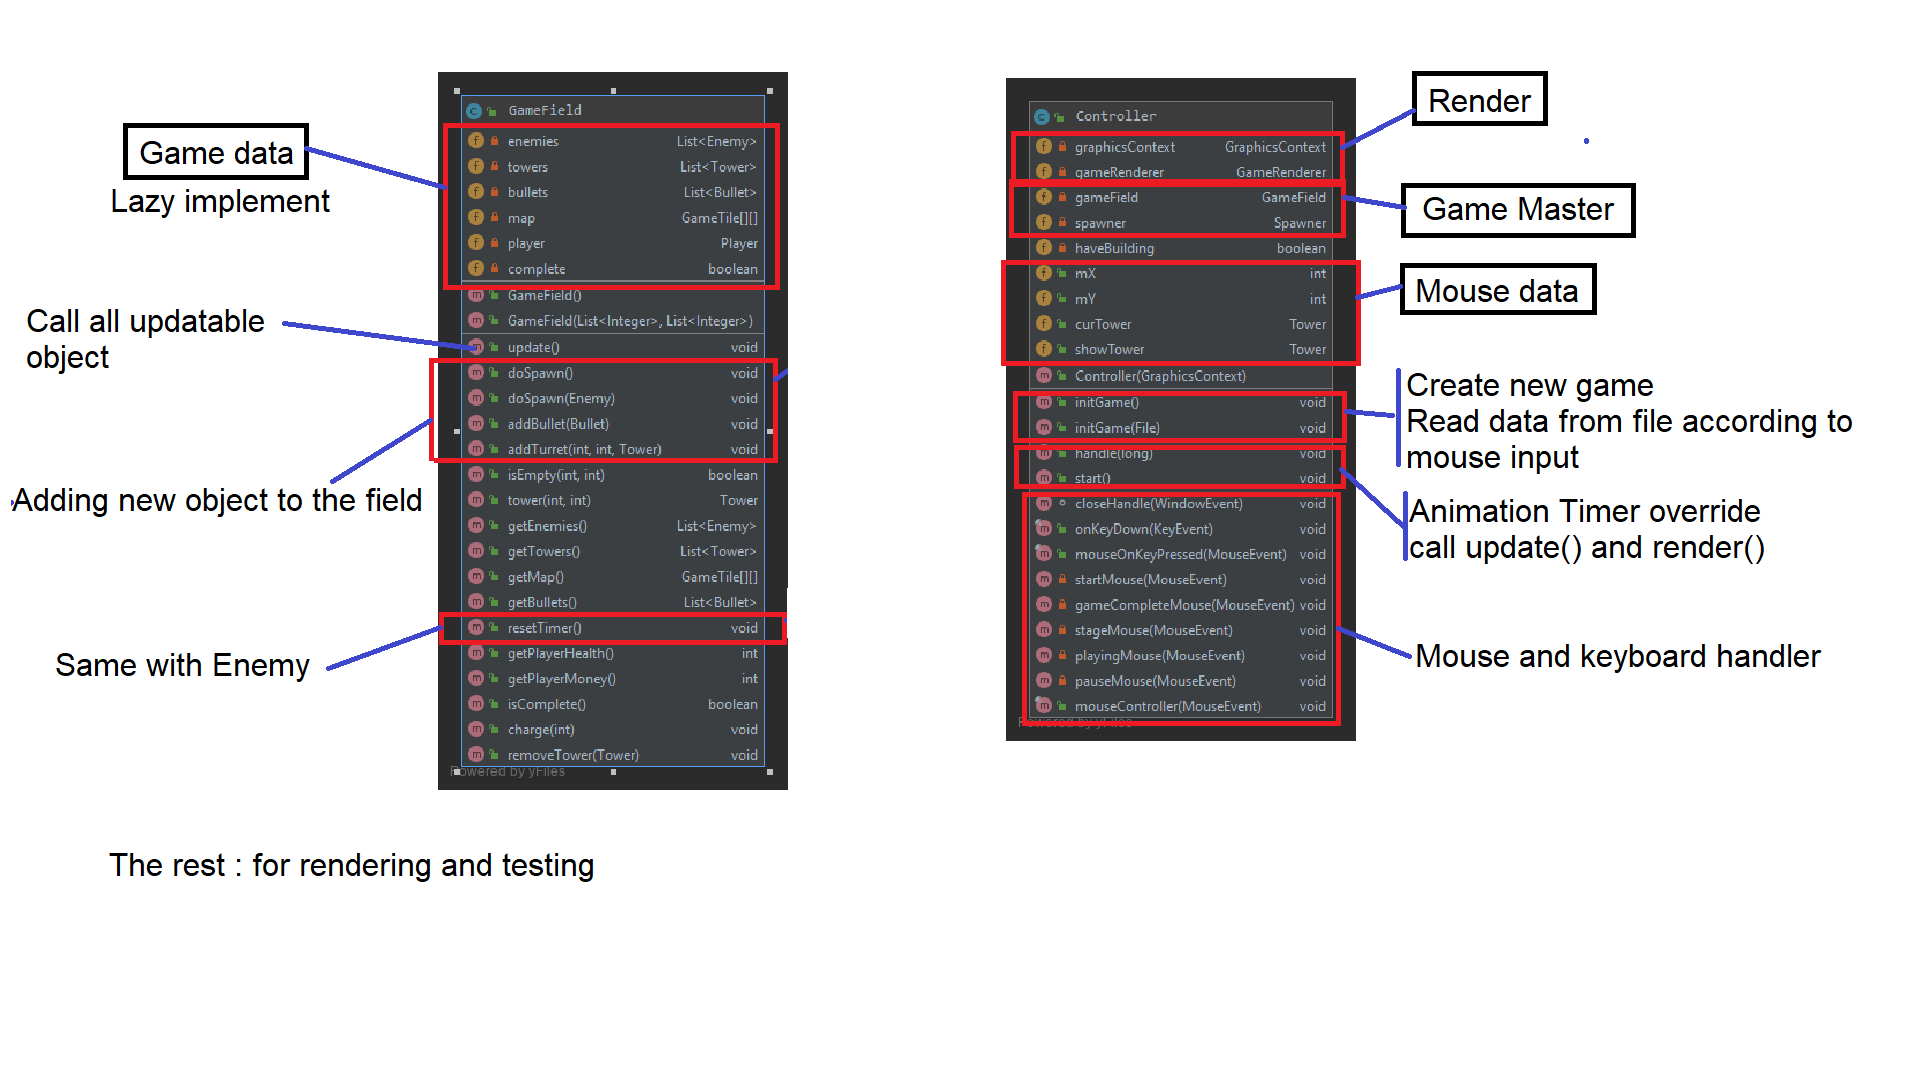 Game data
Lazy implement
Call all updatable
object
Adding new object to the field
Same with Enemy
The rest : for rendering and testing
GameField
enemies List<Enemy>
towers List<Tower>
bullets List<Bullet>
map GameTile[][]
player Player
complete boolean
GameField()
GameField(List<Integer>, List<Integer>)
update() void
doSpawn() void
doSpawn(Enemy) void
addBullet(Bullet) void
addTurret(int, int, Tower) void
isEmpty(int, int) boolean
tower(int, int) Tower
getEnemies() List<Enemy>
getTowers() List<Tower>
getMap() GameTile[][]
getBullets() List<Bullet>
resetTimer() void
getPlayerHealth() int
getPlayerMoney() int
isComplete() boolean
charge(int) void
removeTower(Tower) void
Powered by yFiles
Controller
graphicsContext GraphicsContext
gameRenderer GameRenderer
gameField GameField
spawner Spawner
haveBuilding boolean
mX int
mY int
curTower Tower
showTower Tower
Controller(GraphicsContext)
initGame() void
initGame(File) void
handle(long) void
start() void
closeHandle(WindowEvent) void
onKeyDown(KeyEvent) void
mouseOnKeyPressed(MouseEvent) void
startMouse(MouseEvent) void
gameCompleteMouse(MouseEvent) void
stageMouse(MouseEvent) void
playingMouse(MouseEvent) void
pauseMouse(MouseEvent) void
mouseController(MouseEvent) void
Powered by yFiles
Render
Game Master
Mouse data
Create new game
Read data from file according to
mouse input
Animation Timer override
call update() and render()
Mouse and keyboard handler